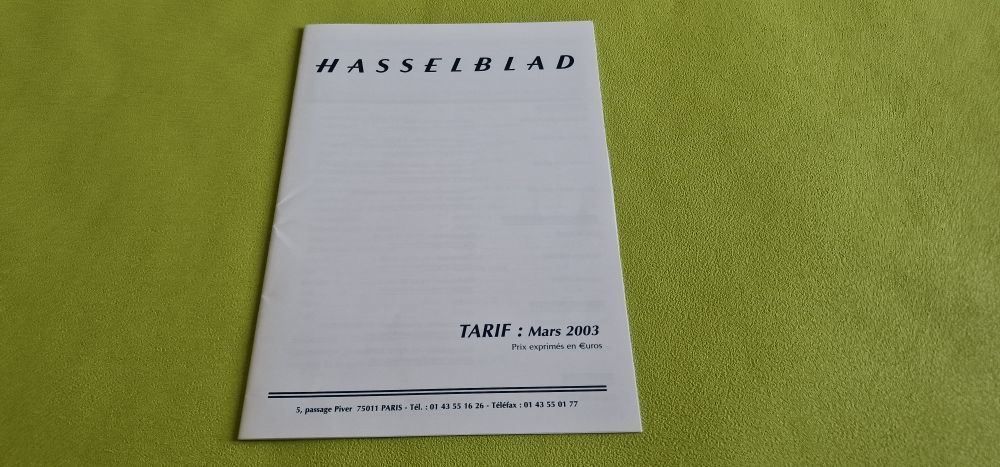 HASSELBLAD
TARIF : Mars 2003
Prix exprimés en €uros
5, passage Piver 75011 PARIS - Tél. : 01 43 55 16 26 - Téléfax : 01 43 55 01 77